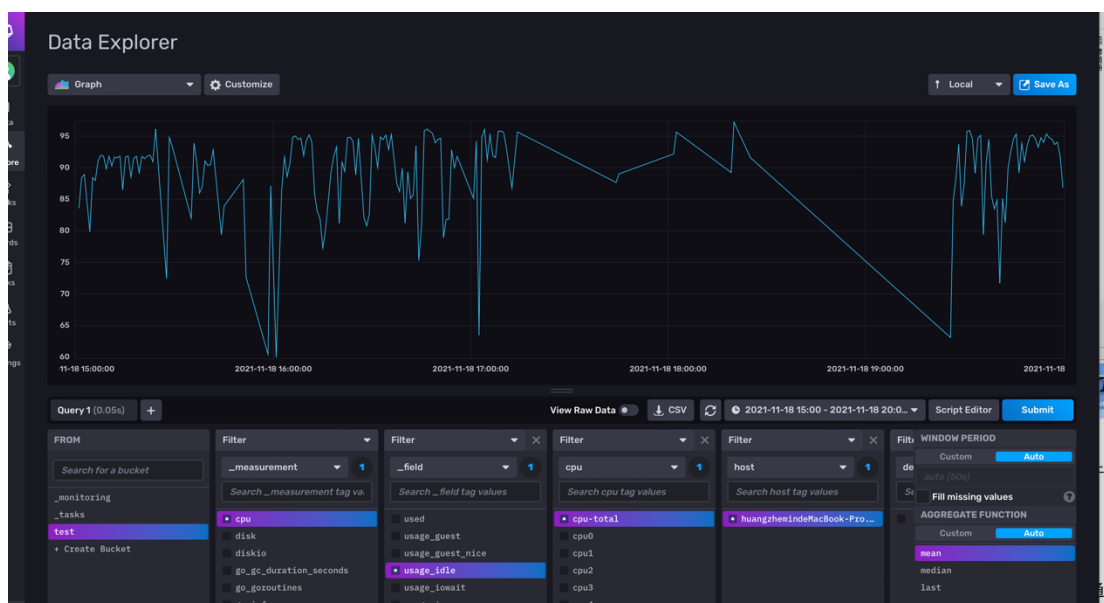 Data Explorer
Graph
Customize
Local
Save As
95
90
85
80
75
70
65
60
11-18 15:00:00
2021-11-18 16:00:00
2021-11-18 17:00:00
2021-11-18 18:00:00
2021-11-18 19:00:00
2021-11-18
Query 1 (0.05s)
+
View Raw Data
CSV
2021-11-18 15:00 - 2021-11-18 20:0...
Script Editor
Submit
FROM
Search for a bucket
_monitoring
_tasks
test
+ Create Bucket
Filter
_measurement
1
Search _measurement tag va
cpu
disk
diskio
go_gc_duration_seconds
go_goroutines
Filter
_field
1
Search _field tag values
used
usage_guest
usage_guest_nice
usage_idle
usage_iowait
Filter
cpu
1
Search cpu tag values
cpu-total
cpu0
cpu1
cpu2
cpu3
Filter
host
1
Search host tag values
huangzhemindeMacBook-Pro...
Filt
de
WINDOW PERIOD
Custom
Auto
auto (50s)
Fill missing values
?
AGGREGATE FUNCTION
Custom
Auto
mean
median
last